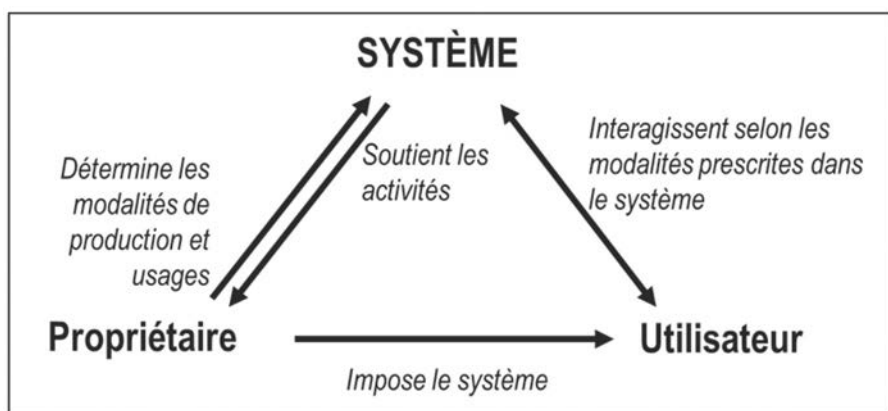 SYSTÈME
Détermine les
modalités de
production et
usages
Soutient les
activités
Interagissent selon les
modalités prescrites dans
le système
Propriétaire
Utilisateur
Impose le système